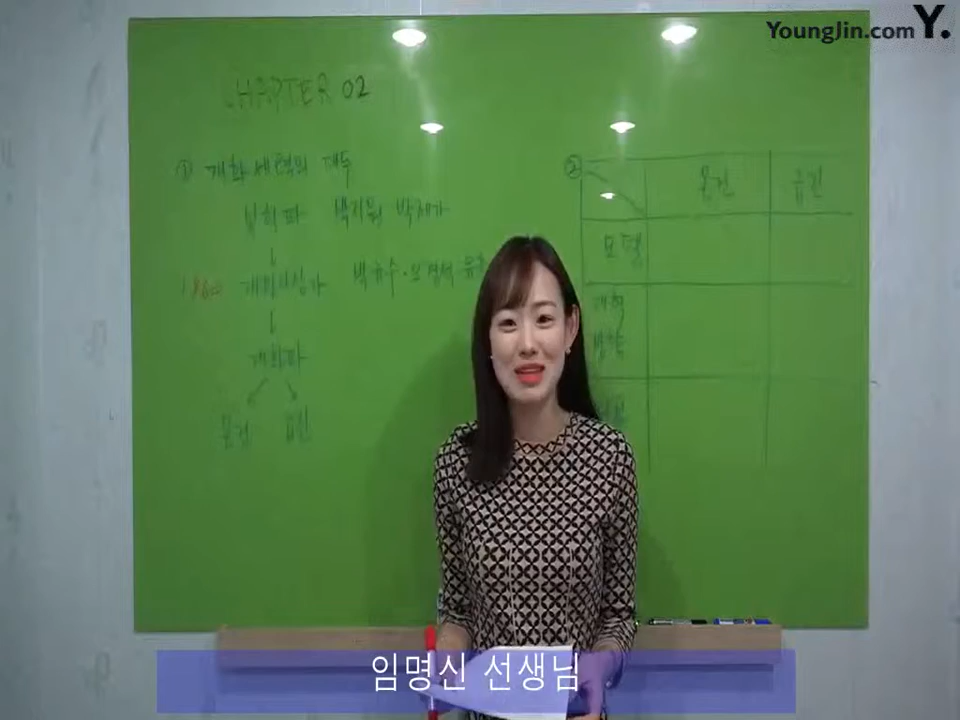 YoungJin.com Y.
CHAPTER 02
① 개화 세력의 대두
북학파 박지원 박제가
1860 개화사상가 박규수·오경석·유
개화파
온건 급진
② 온건 급진
모델
개혁
방법
임명신 선생님